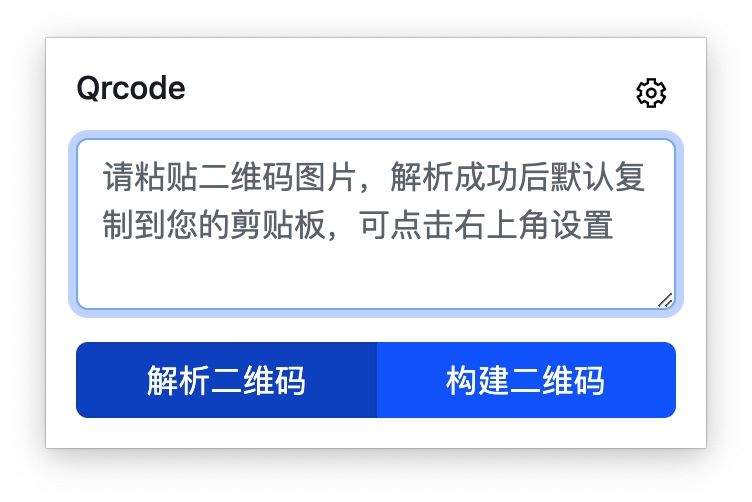 Qrcode
请粘贴二维码图片，解析成功后默认复
制到您的剪贴板，可点击右上角设置
解析二维码
构建二维码